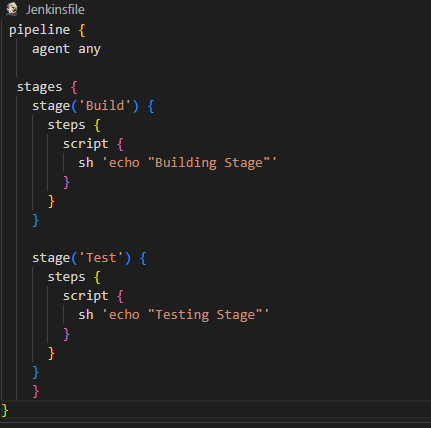 Jenkinsfile
pipeline {
    agent any

  stages {
    stage('Build') {
      steps {
        script {
          sh 'echo "Building Stage"'
        }
      }
    }

    stage('Test') {
      steps {
        script {
          sh 'echo "Testing Stage"'
        }
      }
    }
    }
}